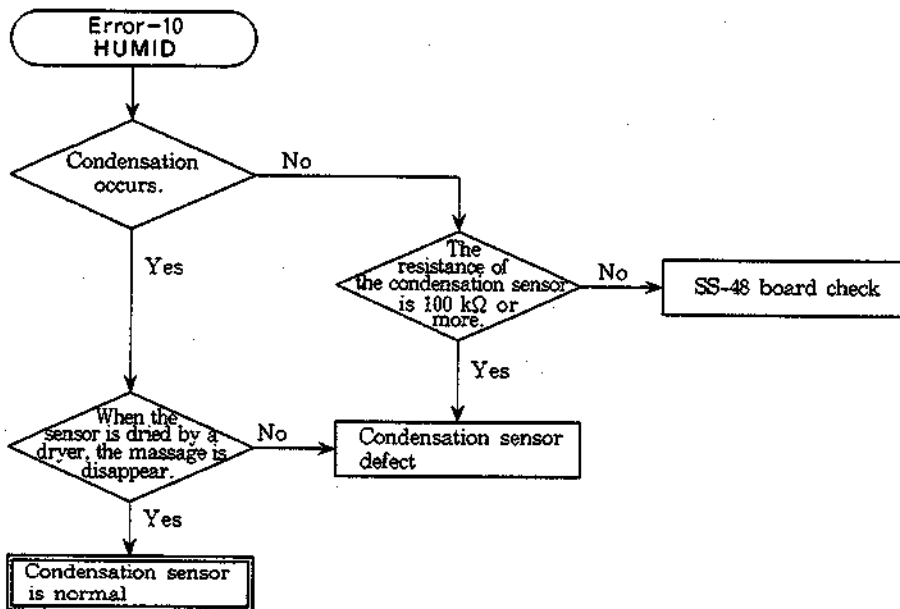 Error-10
HUMID
Condensation
occurs.
No
Yes
The
resistance of
the condensation sensor
is 100 kΩ or
more.
No
SS-48 board check
Yes
When the
sensor is dried by a
dryer, the massage is
disappear.
No
Condensation sensor
defect
Yes
Condensation sensor
is normal